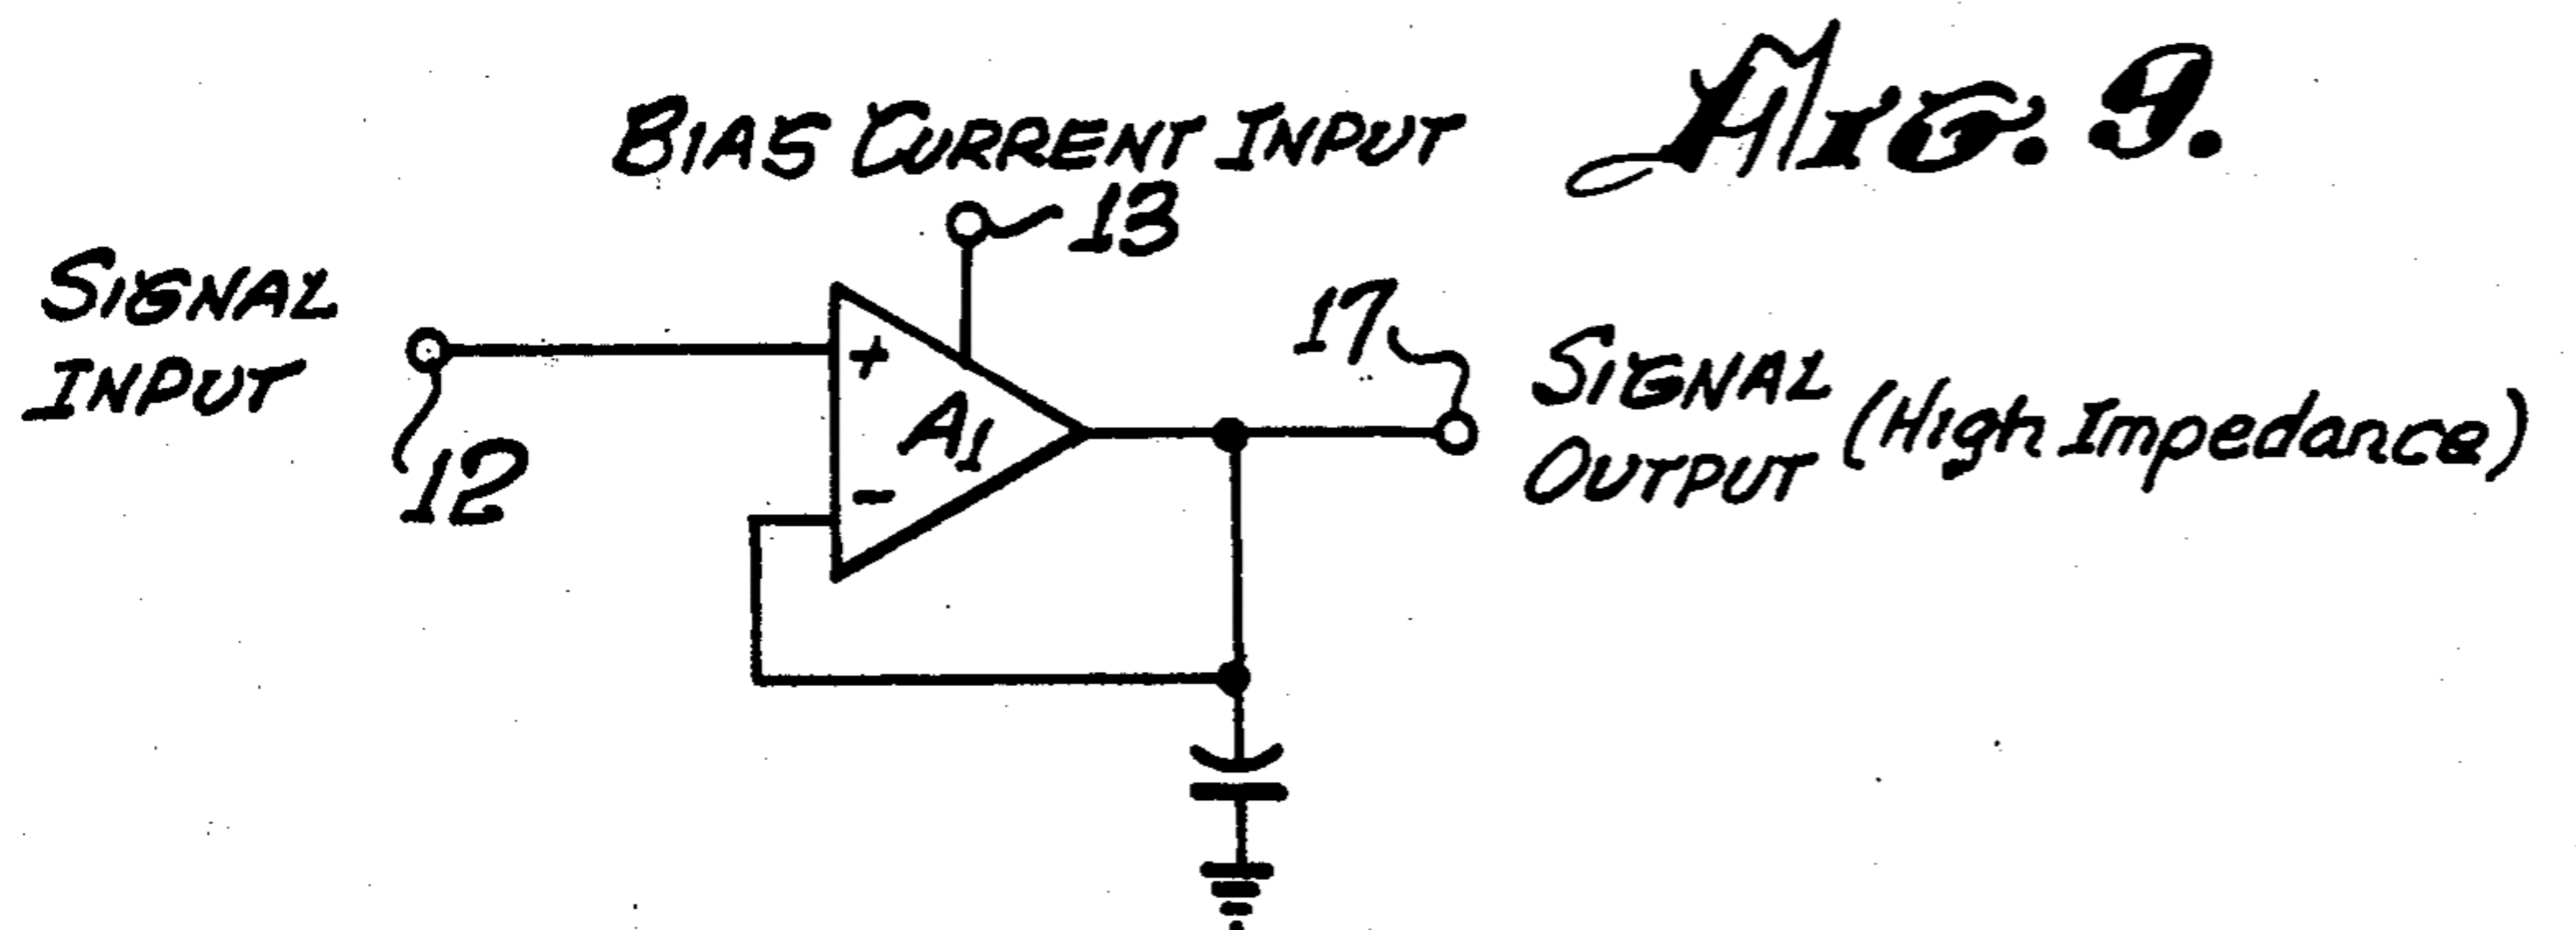 BIAS CURRENT INPUT
FIG. 9.
13
SIGNAL
INPUT
12
+
A1
-
17
SIGNAL
OUTPUT
(High Impedance)